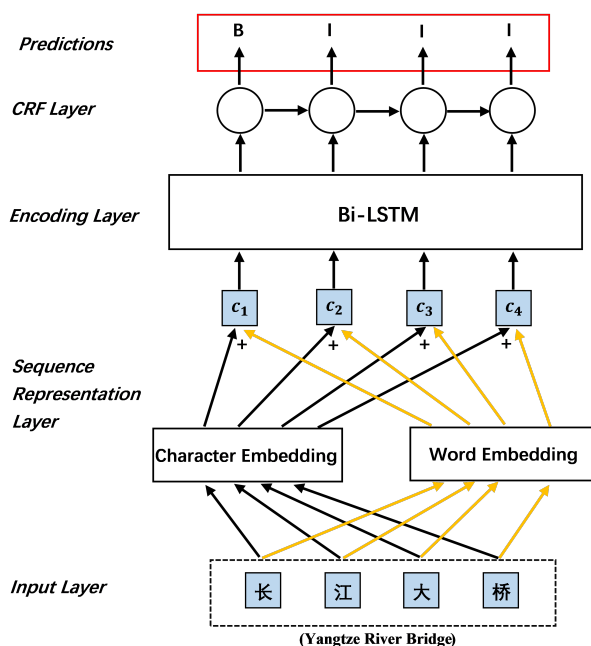 Predictions
B I I I
CRF Layer
Encoding Layer
Bi-LSTM
c₁ c₂ c₃ c₄
+ + + +
Sequence
Representation
Layer
Character Embedding
Word Embedding
Input Layer
长 江 大 桥
(Yangtze River Bridge)